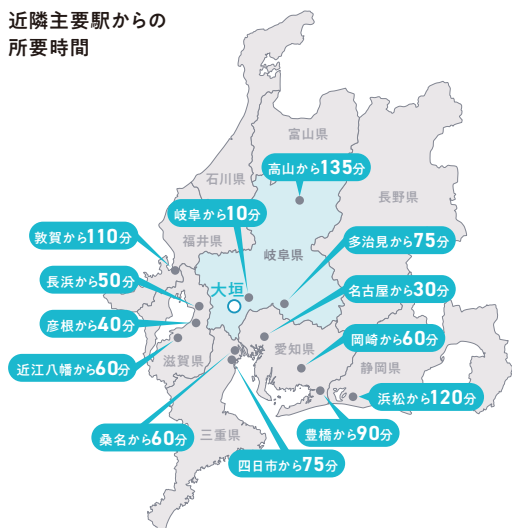 近隣主要駅からの
所要時間
富山県
高山から135分
石川県
長野県
岐阜から10分
敦賀から110分
福井県
多治見から75分
岐阜県
長浜から50分
大垣
名古屋から30分
彦根から40分
岡崎から60分
愛知県
近江八幡から60分
滋賀県
静岡県
浜松から120分
桑名から60分
三重県
豊橋から90分
四日市から75分